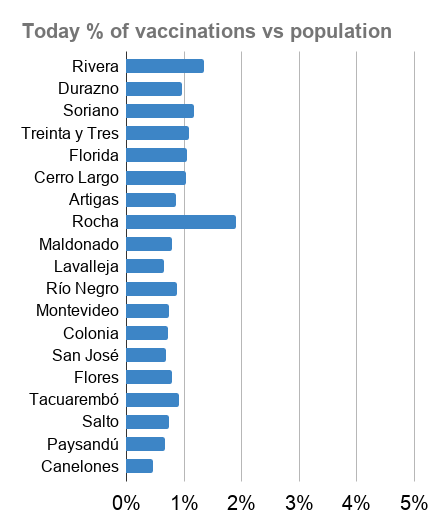 Today % of vaccinations vs population
Rivera
Durazno
Soriano
Treinta y Tres
Florida
Cerro Largo
Artigas
Rocha
Maldonado
Lavalleja
Río Negro
Montevideo
Colonia
San José
Flores
Tacuarembó
Salto
Paysandú
Canelones
0% 1% 2% 3% 4% 5%